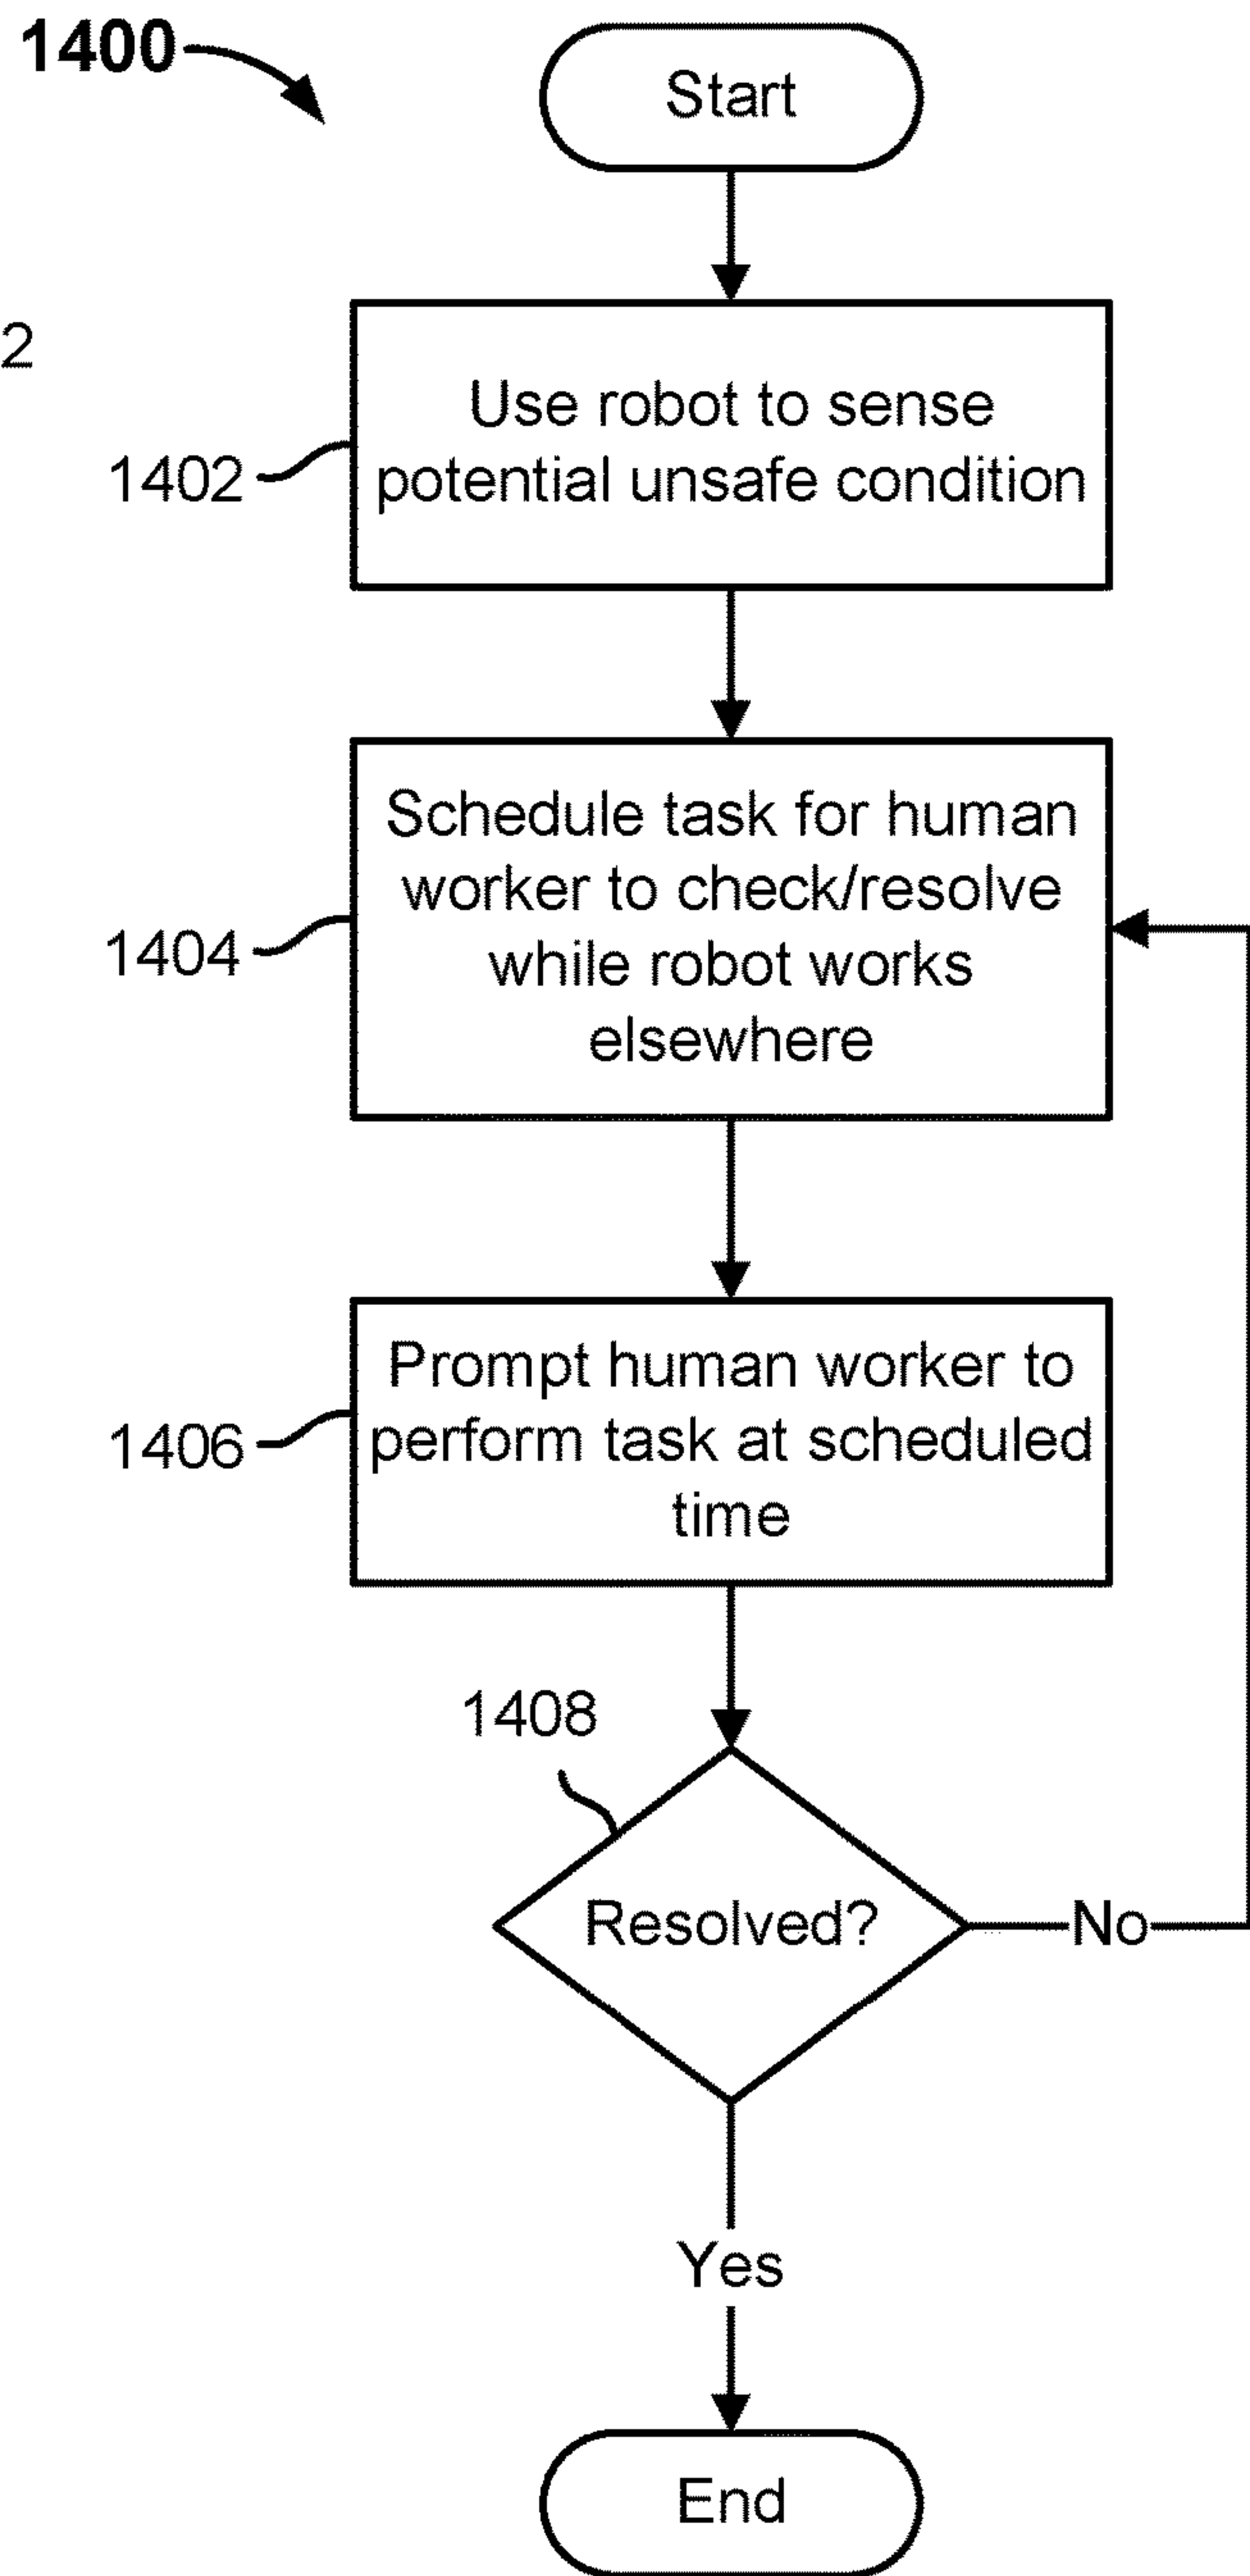 1400
Start
2
Use robot to sense
potential unsafe condition
1402
Schedule task for human
worker to check/resolve
while robot works
elsewhere
1404
Prompt human worker to
perform task at scheduled
time
1406
1408
Resolved?
No
Yes
End